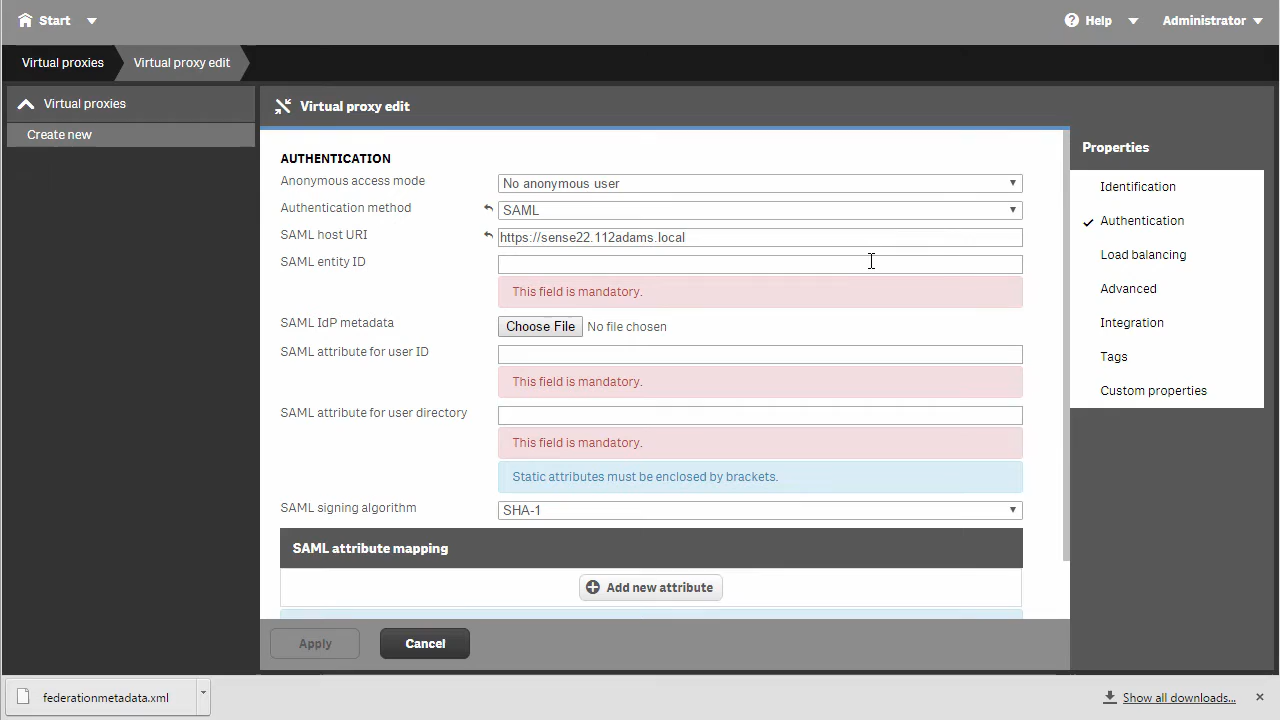 Start
Help
Administrator
Virtual proxies
Virtual proxy edit
Virtual proxies
Create new
Virtual proxy edit
AUTHENTICATION
Anonymous access mode
No anonymous user
Authentication method
SAML
SAML host URI
https://sense22.112adams.local
SAML entity ID
This field is mandatory.
SAML IdP metadata
Choose File No file chosen
SAML attribute for user ID
This field is mandatory.
SAML attribute for user directory
This field is mandatory.
Static attributes must be enclosed by brackets.
SAML signing algorithm
SHA-1
SAML attribute mapping
Add new attribute
Apply
Cancel
Properties
Identification
Authentication
Load balancing
Advanced
Integration
Tags
Custom properties
federationmetadata.xml
Show all downloads...